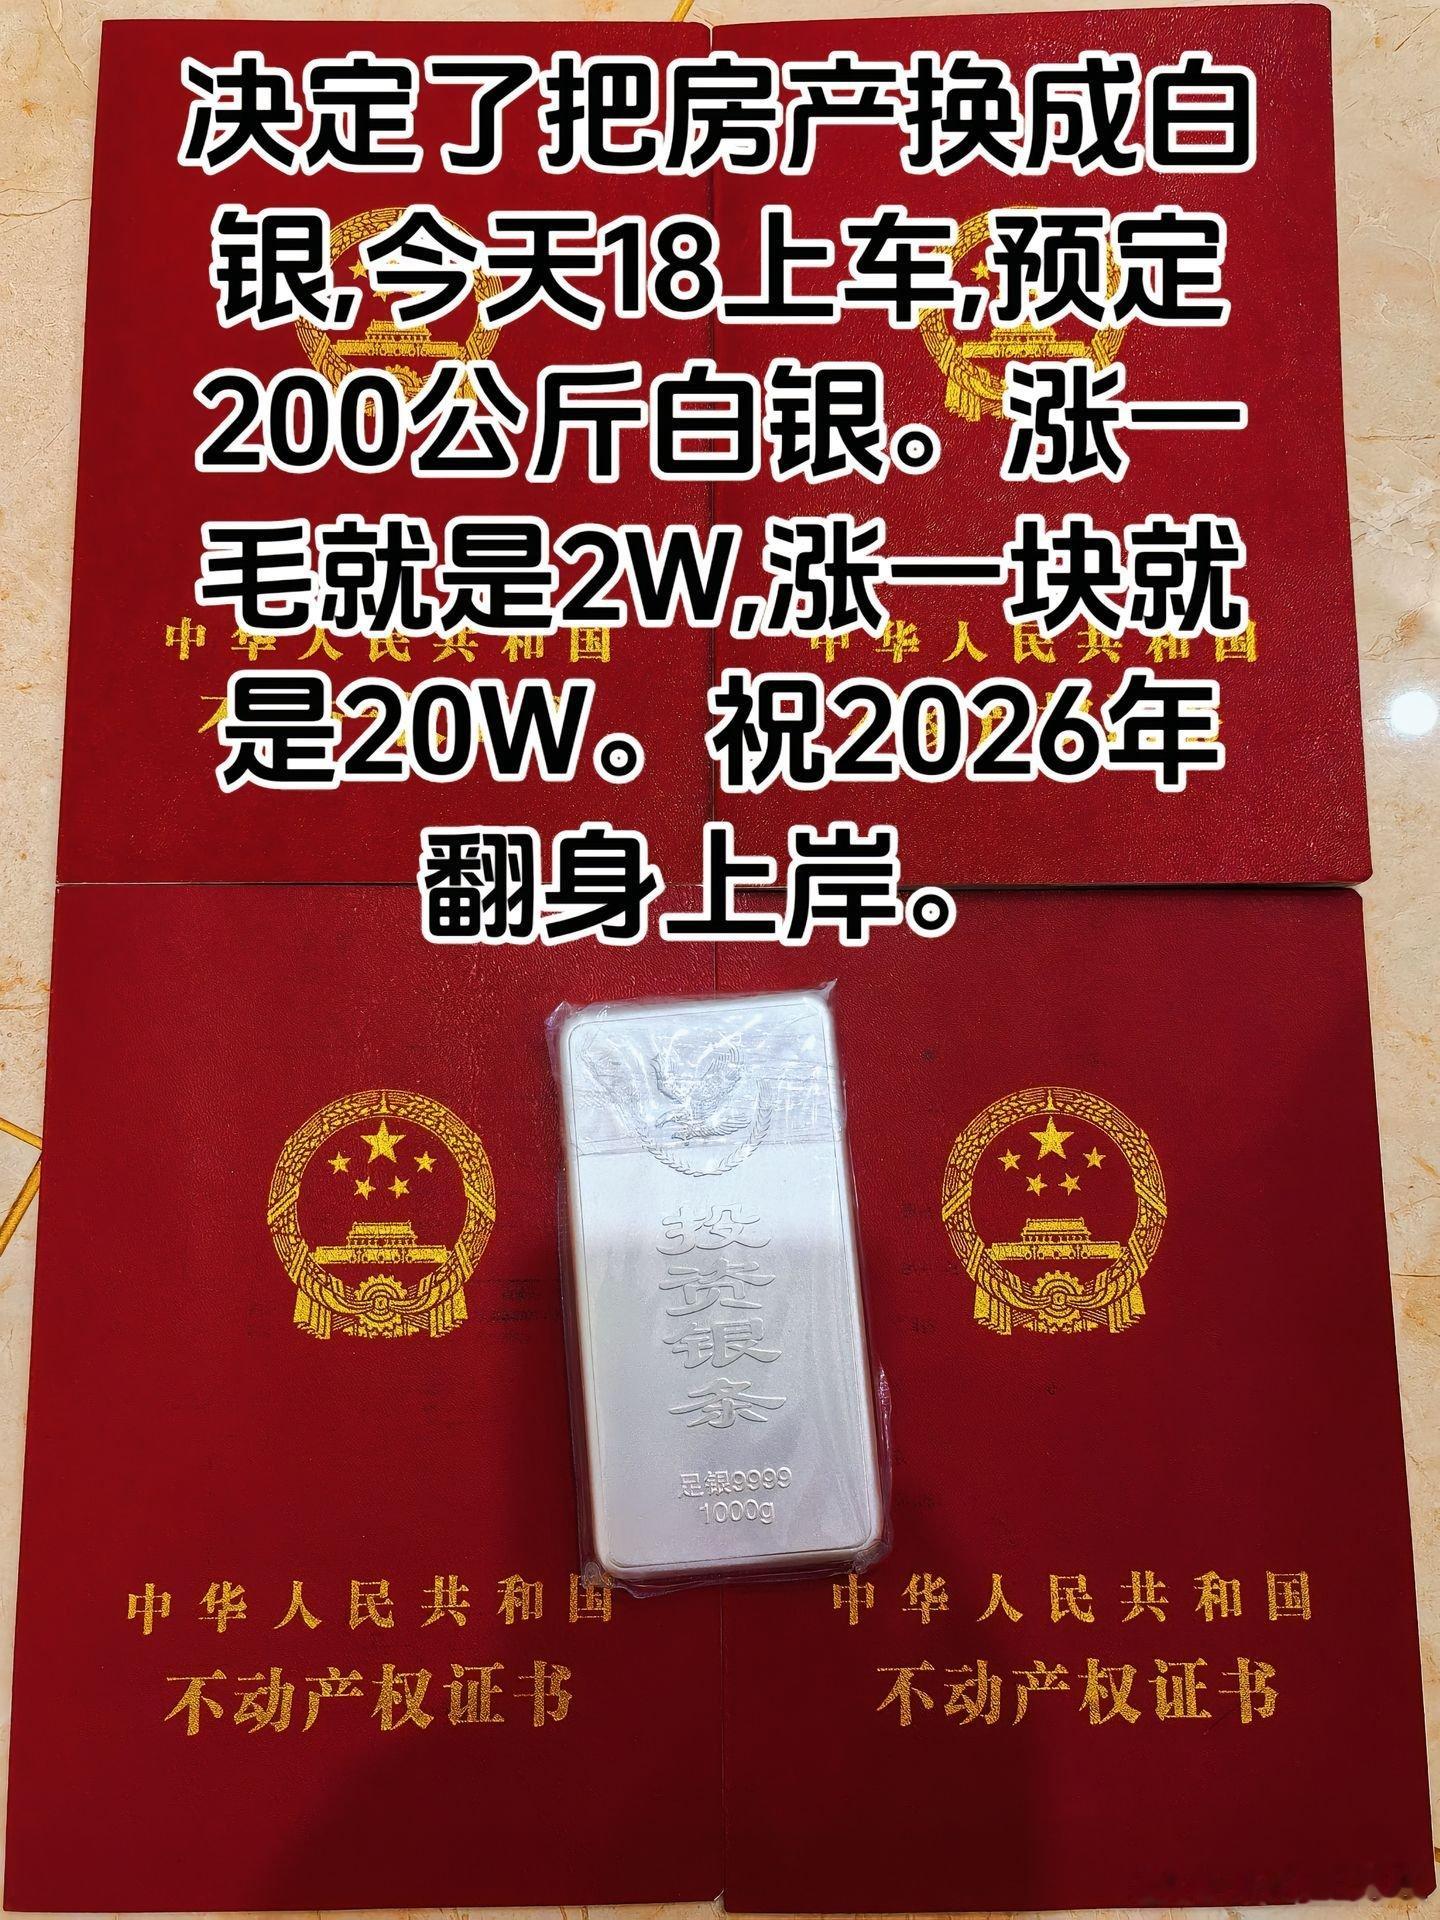 决定了把房产换成白
银,今天18上车,预定
200公斤白银。涨一
毛就是2W,涨一块就
是20W。祝2026年
翻身上岸。
中华人民共和国
中华人民共和国
投资银条
足银9999
1000g
中华人民共和国
不动产权证书
中华人民共和国
不动产权证书